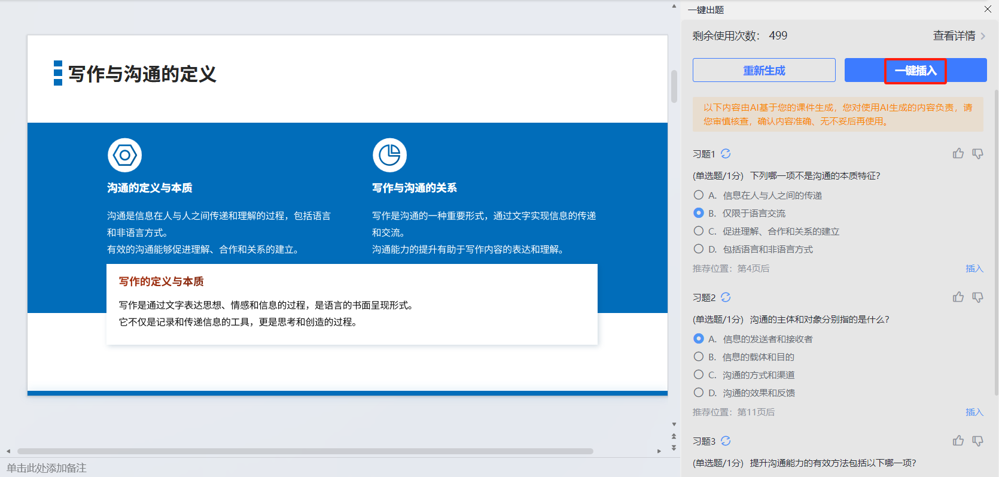 写作与沟通的定义
沟通的定义与本质
沟通是信息在人与人之间传递和理解的过程，包括语言
和非语言方式。
有效的沟通能够促进理解、合作和关系的建立。
写作与沟通的关系
写作是沟通的一种重要形式，通过文字实现信息的传递
和交流。
沟通能力的提升有助于写作内容的表达和理解。
写作的定义与本质
写作是通过文字表达思想、情感和信息的过程，是语言的书面呈现形式。
它不仅是记录和传递信息的工具，更是思考和创造的过程。
单击此处添加备注
一键出题
剩余使用次数： 499
查看详情
重新生成
一键插入
以下内容由AI基于您的课件生成，您对使用AI生成的内容负责，请
您审慎核查，确认内容准确、无不妥后再使用。
习题1
(单选题/1分) 下列哪一项不是沟通的本质特征?
A. 信息在人与人之间的传递
B. 仅限于语言交流
C. 促进理解、合作和关系的建立
D. 包括语言和非语言方式
推荐位置：第4页后
插入
习题2
(单选题/1分) 沟通的主体和对象分别指的是什么?
A. 信息的发送者和接收者
B. 信息的载体和目的
C. 沟通的方式和渠道
D. 沟通的效果和反馈
推荐位置：第11页后
插入
习题3
(单选题/1分) 提升沟通能力的有效方法包括以下哪一项?